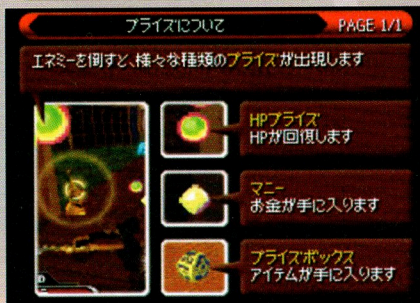 プライズについて
PAGE 1/1
エネミーを倒すと、様々な種類のプライズが出現します
HPプライズ
HPが回復します
マニー
お金が手に入ります
プライズボックス
アイテムが手に入ります